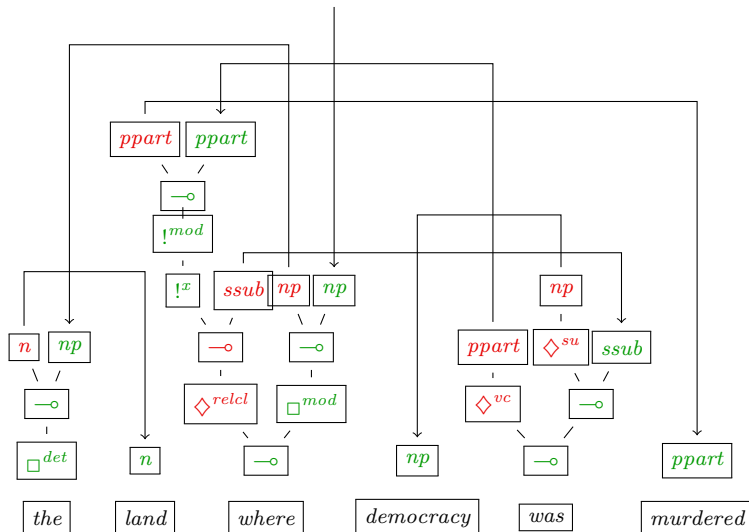 ppart ppart
⊸
!^mod
!^x ssub np np np
n np ⊸ ⊸ ppart ◇^su ssub
⊸ ◇^relcl □^mod ◇^vc ⊸
□^det n ⊸ np ⊸ ppart
the land where democracy was murdered